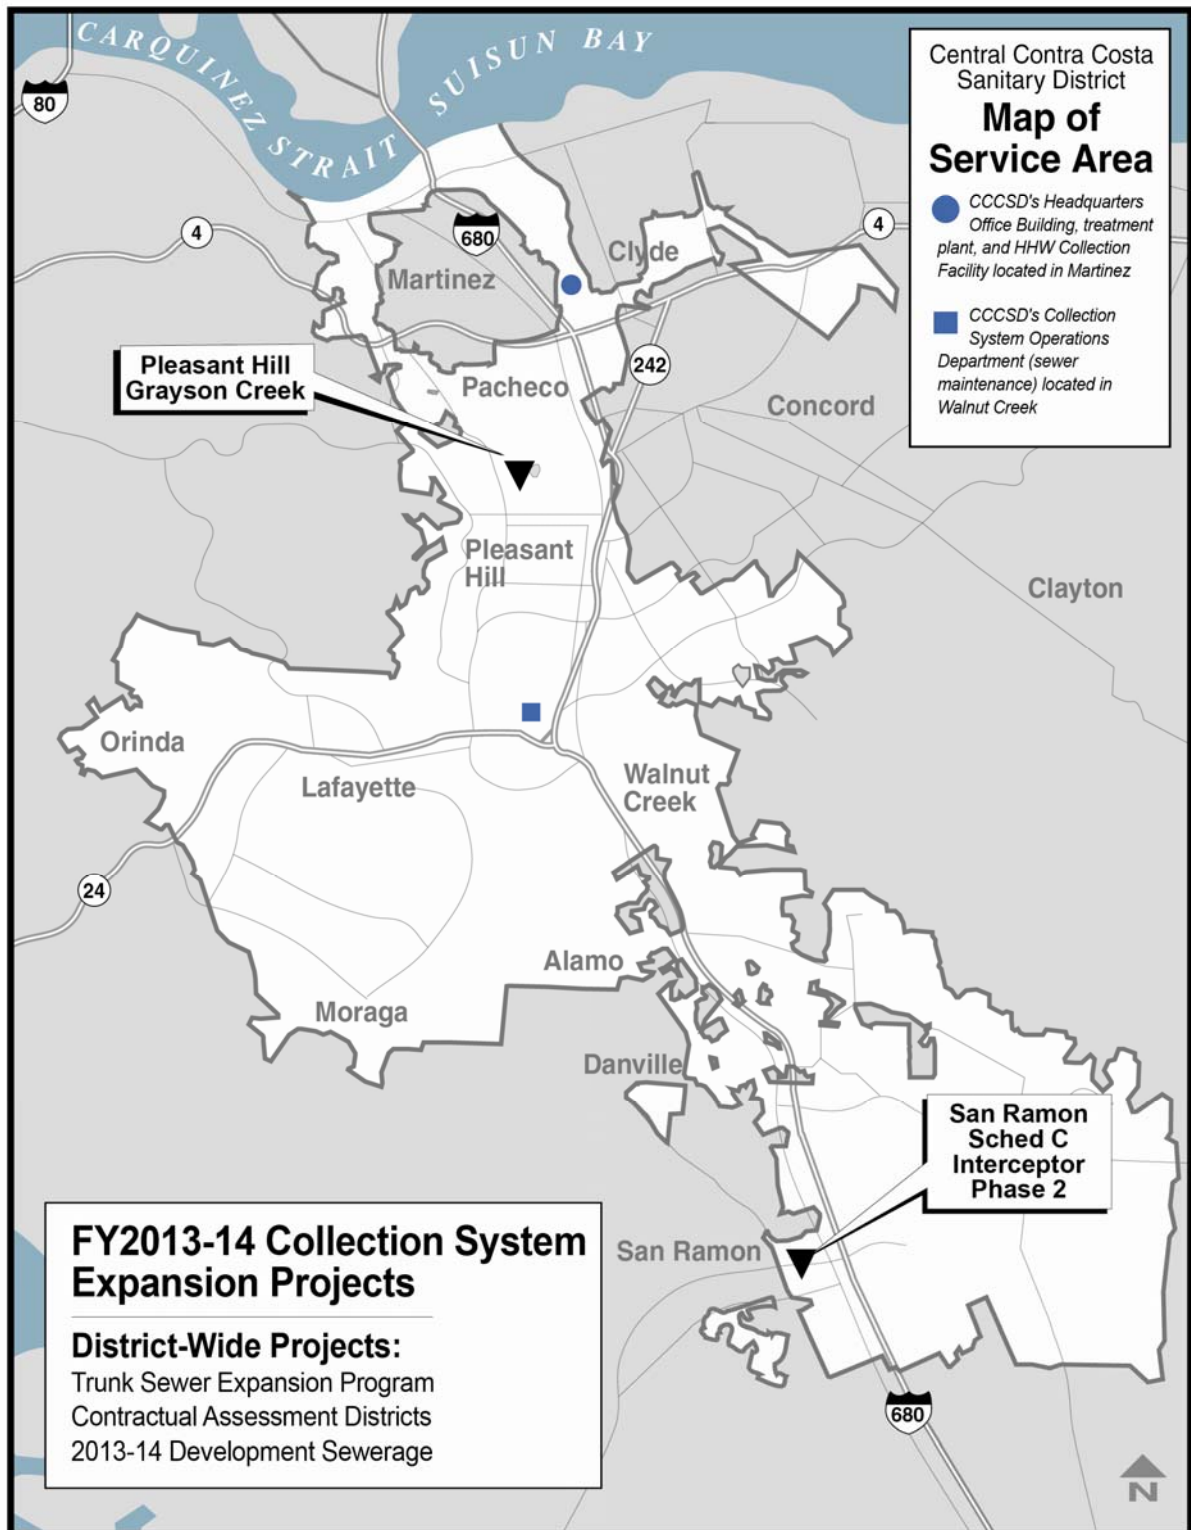 CARQUINEZ STRAIT
SUISUN BAY
80
Central Contra Costa
Sanitary District
Map of
Service Area
CCCSD's Headquarters
Office Building, treatment
plant, and HHW Collection
Facility located in Martinez
CCCSD's Collection
System Operations
Department (sewer
maintenance) located in
Walnut Creek
4
680
4
Clyde
Martinez
Pleasant Hill
Grayson Creek
242
Pacheco
Concord
Pleasant
Hill
Clayton
Orinda
Lafayette
Walnut
Creek
24
Alamo
Moraga
Danville
San Ramon
Sched C
Interceptor
Phase 2
San Ramon
FY2013-14 Collection System
Expansion Projects
District-Wide Projects:
Trunk Sewer Expansion Program
Contractual Assessment Districts
2013-14 Development Sewerage
680
N